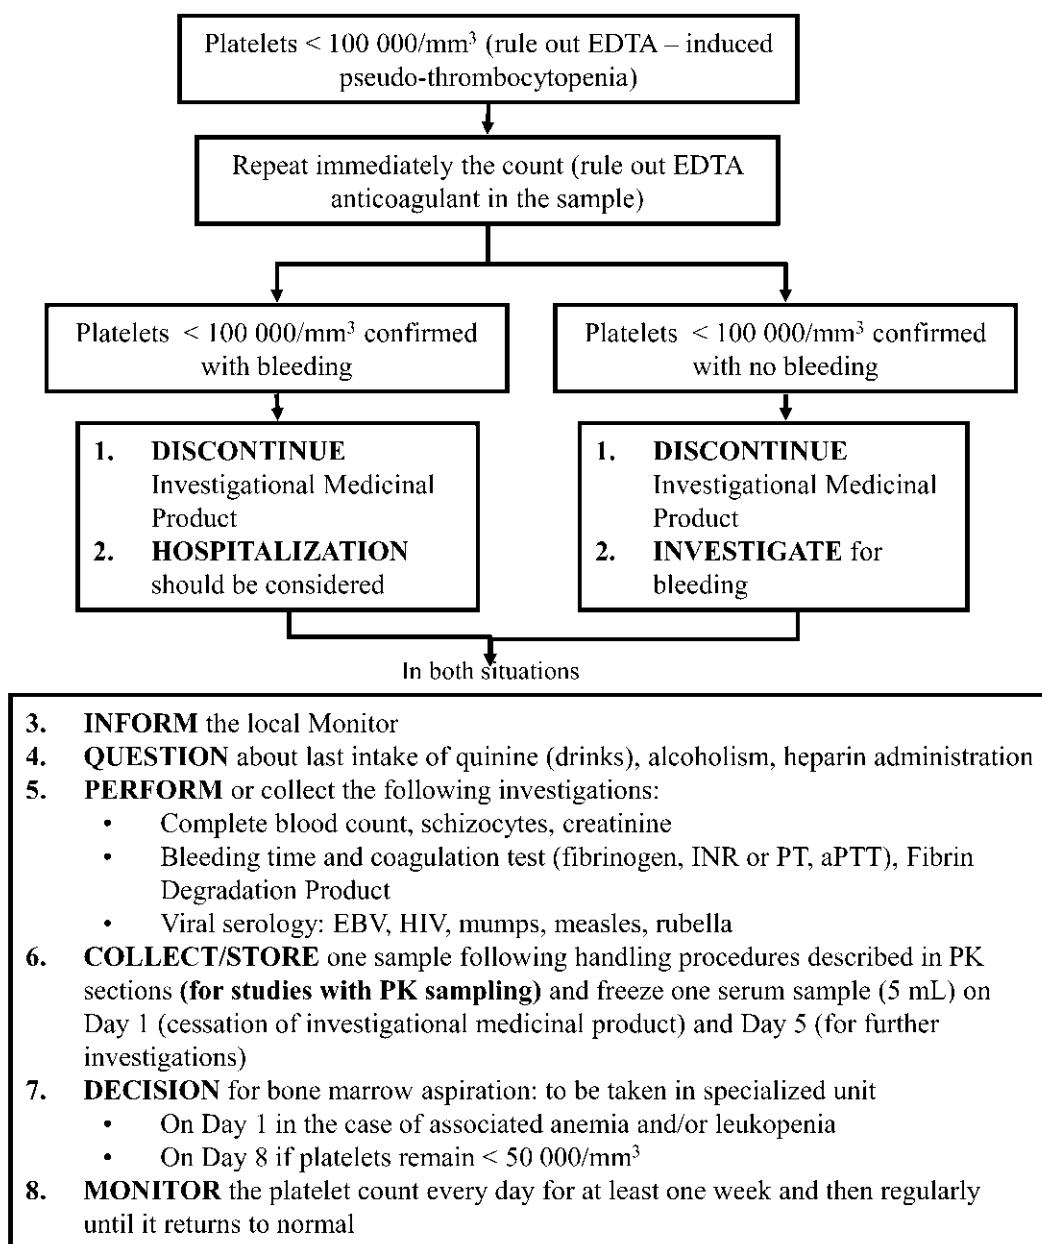 Platelets < 100 000/mm³ (rule out EDTA – induced
pseudo-thrombocytopenia)
Repeat immediately the count (rule out EDTA
anticoagulant in the sample)
Platelets < 100 000/mm³ confirmed
with bleeding
Platelets < 100 000/mm³ confirmed
with no bleeding
1. DISCONTINUE
Investigational Medicinal
Product
2. HOSPITALIZATION
should be considered
1. DISCONTINUE
Investigational Medicinal
Product
2. INVESTIGATE for
bleeding
In both situations
3. INFORM the local Monitor
4. QUESTION about last intake of quinine (drinks), alcoholism, heparin administration
5. PERFORM or collect the following investigations:
• Complete blood count, schizocytes, creatinine
• Bleeding time and coagulation test (fibrinogen, INR or PT, aPTT), Fibrin
Degradation Product
• Viral serology: EBV, HIV, mumps, measles, rubella
6. COLLECT/STORE one sample following handling procedures described in PK
sections (for studies with PK sampling) and freeze one serum sample (5 mL) on
Day 1 (cessation of investigational medicinal product) and Day 5 (for further
investigations)
7. DECISION for bone marrow aspiration: to be taken in specialized unit
• On Day 1 in the case of associated anemia and/or leukopenia
• On Day 8 if platelets remain < 50 000/mm³
8. MONITOR the platelet count every day for at least one week and then regularly
until it returns to normal